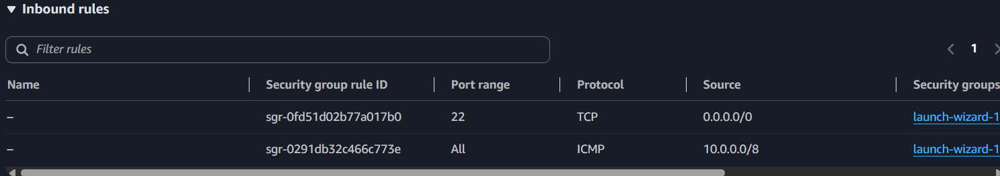 Inbound rules
Filter rules
1
Name Security group rule ID Port range Protocol Source Security groups
– sgr-0fd51d02b77a017b0 22 TCP 0.0.0.0/0 launch-wizard-1
– sgr-0291db32c466c773e All ICMP 10.0.0.0/8 launch-wizard-1